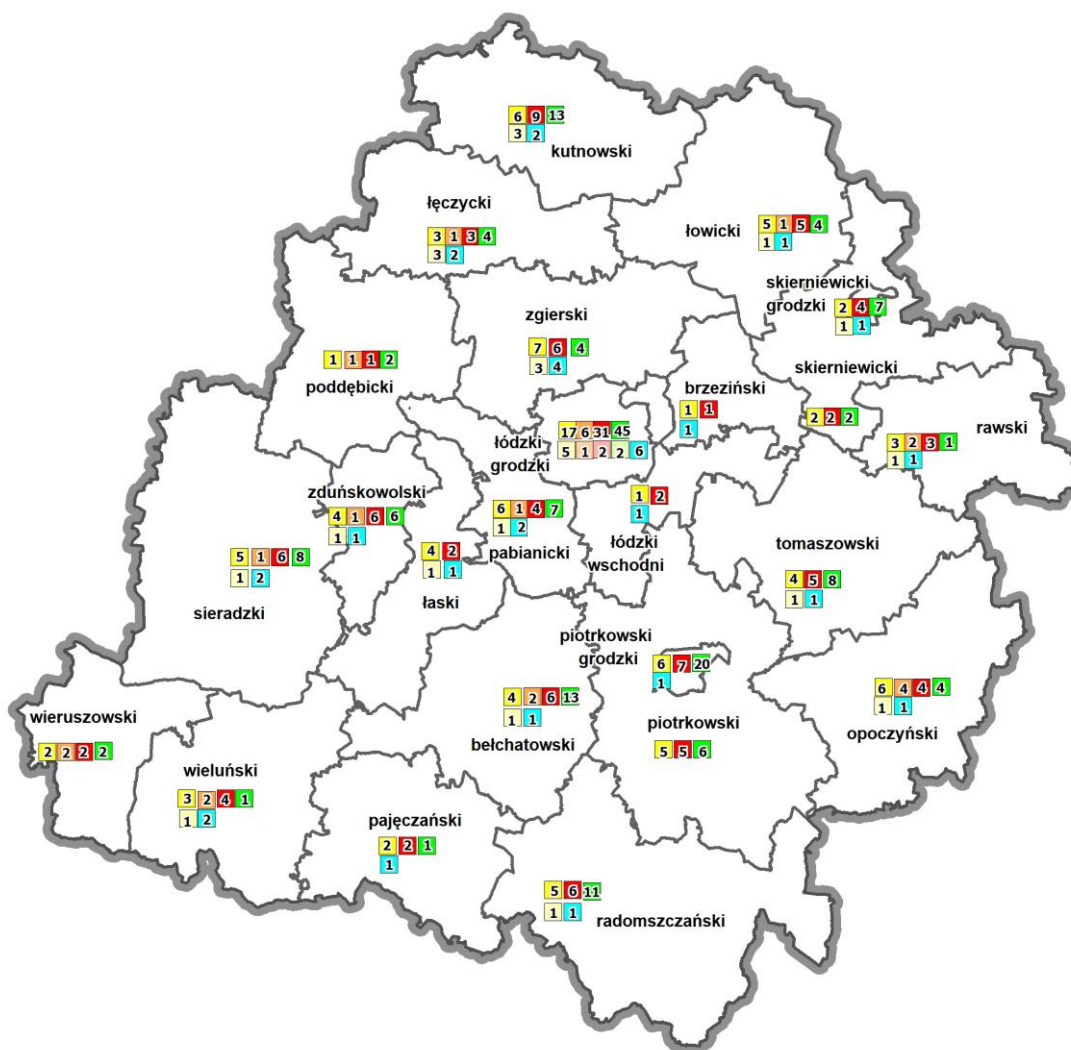 6 9 13
3 2
kutnowski
łęczycki
3 1 3 4
3 2
łowicki
5 1 5 4
1 1
skierniewicki
grodzki
2 4 7
1 1
zgierski
7 6 4
3 4
1 1 1 2
poddębicki
brzeziński
1 1
1
skierniewicki
2 2 2
rawski
3 2 3 1
1 1
łódzki
grodzki
17 6 31 45
5 1 2 2 6
zduńskowolski
4 1 6 6
1 1
6 1 4 7
1 2
pabianicki
1 2
1
łódzki
wschodni
tomaszowski
4 5 8
1 1
5 1 6 8
1 2
sieradzki
4 2
1 1
łaski
piotrkowski
grodzki
6 7 20
1
piotrkowski
5 5 6
6 4 4 4
1 1
opoczyński
4 2 6 13
1 1
bełchatowski
wieruszowski
2 2 2 2
wieluński
3 2 4 1
1 2
pajęczański
2 2 1
1
5 6 11
1 1
radomszczański